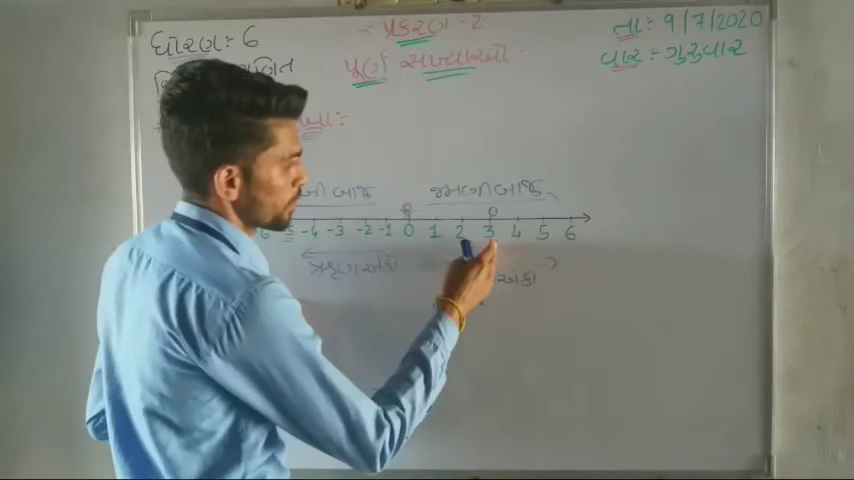 ધોરણ: 6
-: પ્રકરણ -2
તા: 9/7/2020
પૂર્ણ સંખ્યાઓ
વાર :- ગુરુવાર
બાજુ જમણી બાજુ
-4 -3 -2 -1 0 1 2 3 4 5 6
ઋણ અંકો
અંકો